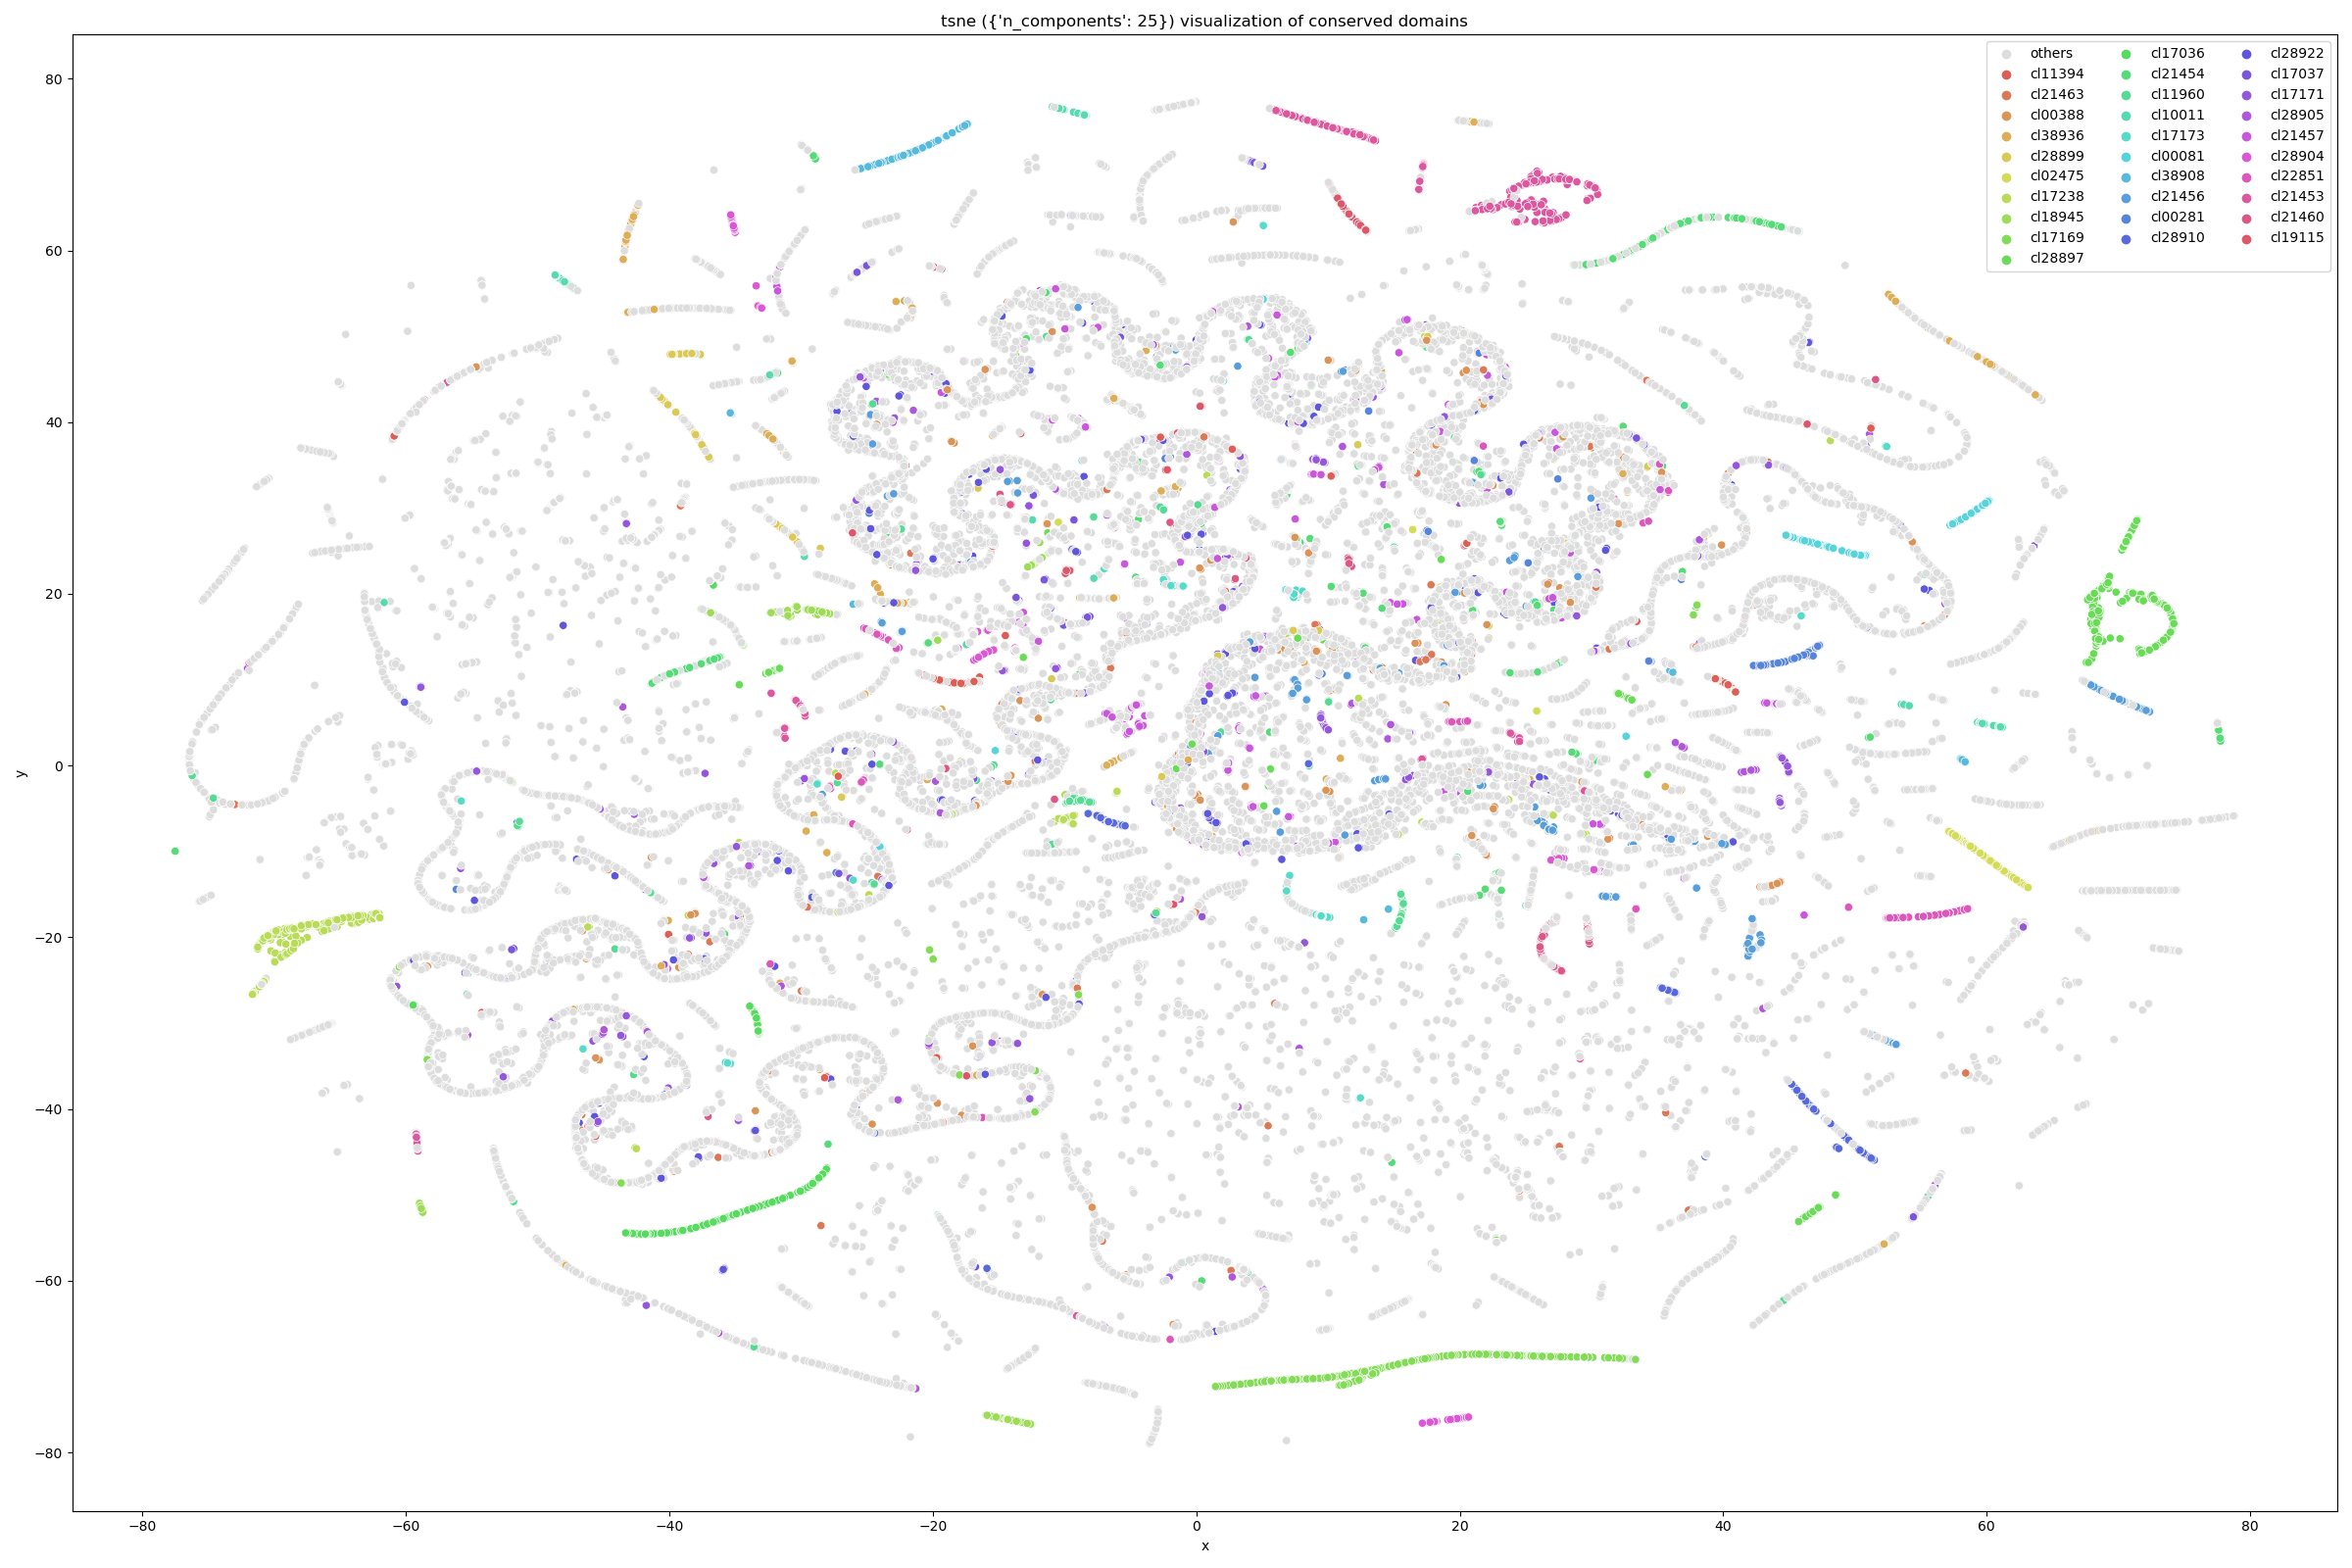 tsne ({'n_components': 25}) visualization of conserved domains
others
cl11394
cl21463
cl00388
cl38936
cl28899
cl02475
cl17238
cl18945
cl17169
cl28897
cl17036
cl21454
cl11960
cl10011
cl17173
cl00081
cl38908
cl21456
cl00281
cl28910
cl28922
cl17037
cl17171
cl28905
cl21457
cl28904
cl22851
cl21453
cl21460
cl19115
y
80
60
40
20
0
−20
−40
−60
−80
−80
−60
−40
−20
0
20
40
60
80
x